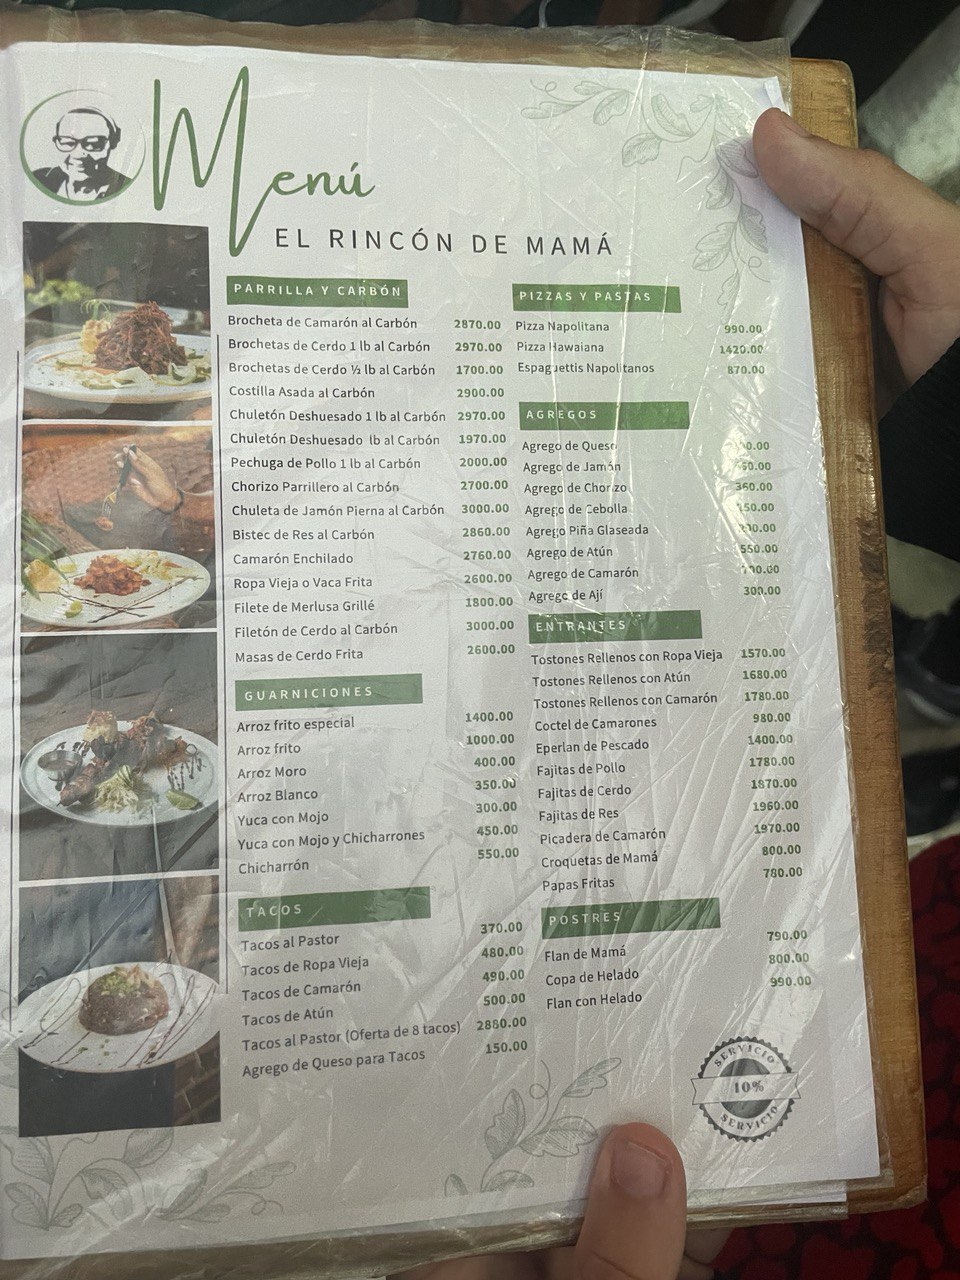 Menú
EL RINCÓN DE MAMÁ
PARRILLA Y CARBÓN
Brocheta de Camarón al Carbón 2870.00
Brochetas de Cerdo 1 lb al Carbón 2970.00
Brochetas de Cerdo ½ lb al Carbón 1700.00
Costilla Asada al Carbón 2900.00
Chuletón Deshuesado 1 lb al Carbón 2970.00
Chuletón Deshuesado lb al Carbón 1970.00
Pechuga de Pollo 1 lb al Carbón 2000.00
Chorizo Parrillero al Carbón 2700.00
Chuleta de Jamón Pierna al Carbón 3000.00
Bistec de Res al Carbón 2860.00
Camarón Enchilado 2760.00
Ropa Vieja o Vaca Frita 2600.00
Filete de Merlusa Grillé 1800.00
Filetón de Cerdo al Carbón 3000.00
Masas de Cerdo Frita 2600.00
GUARNICIONES
Arroz frito especial 1400.00
Arroz frito 1000.00
Arroz Moro 400.00
Arroz Blanco 350.00
Yuca con Mojo 300.00
Yuca con Mojo y Chicharrones 450.00
Chicharrón 550.00
TACOS
Tacos al Pastor 370.00
Tacos de Ropa Vieja 480.00
Tacos de Camarón 490.00
Tacos de Atún 500.00
Tacos al Pastor (Oferta de 8 tacos) 2880.00
Agrego de Queso para Tacos 150.00
PIZZAS Y PASTAS
Pizza Napolitana 990.00
Pizza Hawaiana 1420.00
Espaguettis Napolitanos 870.00
AGREGOS
Agrego de Queso
Agrego de Jamón
Agrego de Chorizo 360.00
Agrego de Cebolla
Agrego Piña Glaseada
Agrego de Atún 550.00
Agrego de Camarón
Agrego de Ají 300.00
ENTRANTES
Tostones Rellenos con Ropa Vieja 1570.00
Tostones Rellenos con Atún 1680.00
Tostones Rellenos con Camarón 1780.00
Coctel de Camarones 980.00
Eperlan de Pescado 1400.00
Fajitas de Pollo 1780.00
Fajitas de Cerdo 1870.00
Fajitas de Res 1960.00
Picadera de Camarón 1970.00
Croquetas de Mamá 800.00
Papas Fritas 780.00
POSTRES
Flan de Mamá 790.00
Copa de Helado 800.00
Flan con Helado 990.00
SERVICIO
10%
SERVICIO